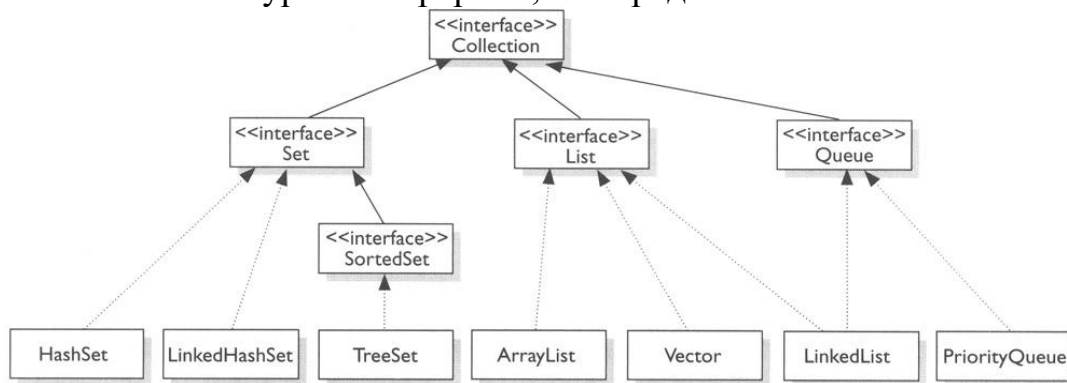 <<interface>>
Collection
<<interface>>
Set
<<interface>>
List
<<interface>>
Queue
<<interface>>
SortedSet
HashSet
LinkedHashSet
TreeSet
ArrayList
Vector
LinkedList
PriorityQueue